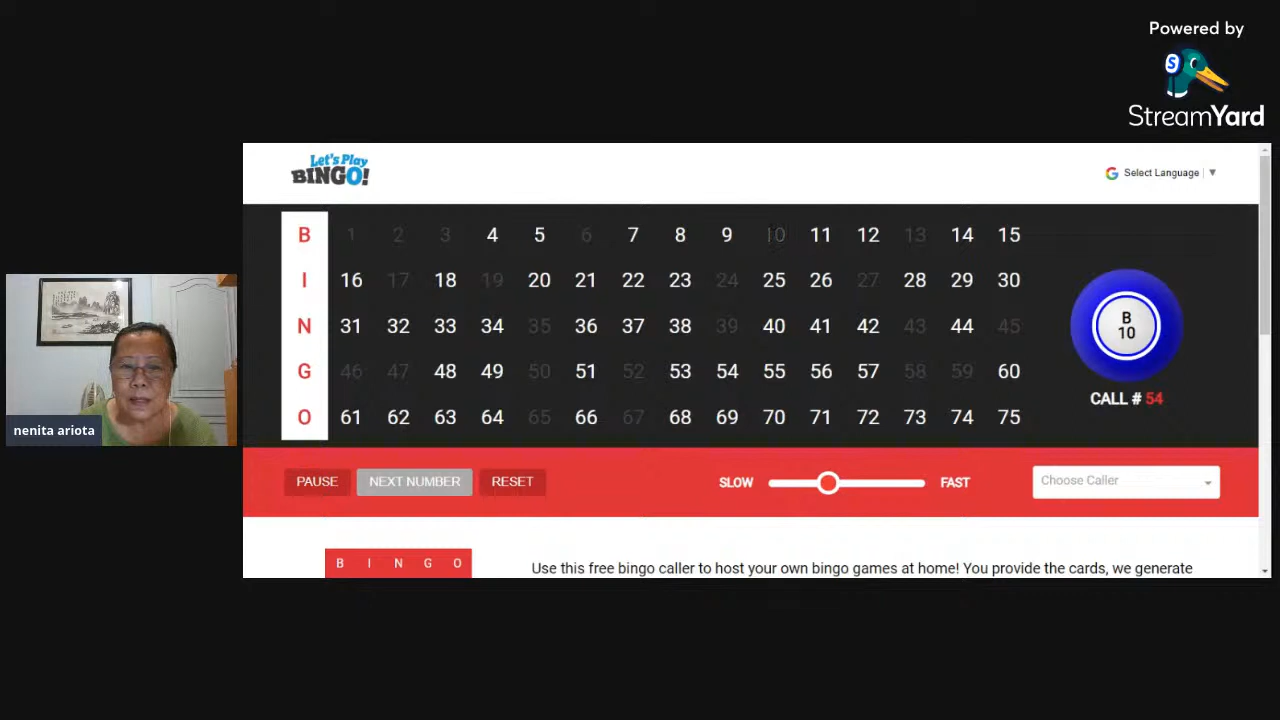 Powered by
S
StreamYard
Let's Play
BINGO!
Select Language ▼
B 1 2 3 4 5 6 7 8 9 10 11 12 13 14 15
I 16 17 18 19 20 21 22 23 24 25 26 27 28 29 30
N 31 32 33 34 35 36 37 38 39 40 41 42 43 44 45
G 46 47 48 49 50 51 52 53 54 55 56 57 58 59 60
O 61 62 63 64 65 66 67 68 69 70 71 72 73 74 75
B
10
CALL # 54
nenita ariota
PAUSE NEXT NUMBER RESET SLOW FAST Choose Caller
B I N G O
Use this free bingo caller to host your own bingo games at home! You provide the cards, we generate